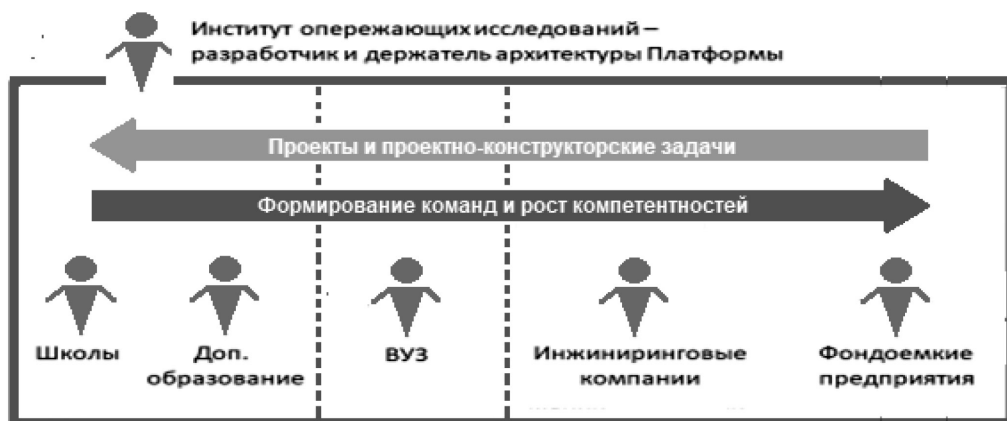 Институт опережающих исследований –
разработчик и держатель архитектуры Платформы
Проекты и проектно-конструкторские задачи
Формирование команд и рост компетентностей
Школы
Доп.
образование
ВУЗ
Инжиниринговые
компании
Фондоемкие
предприятия